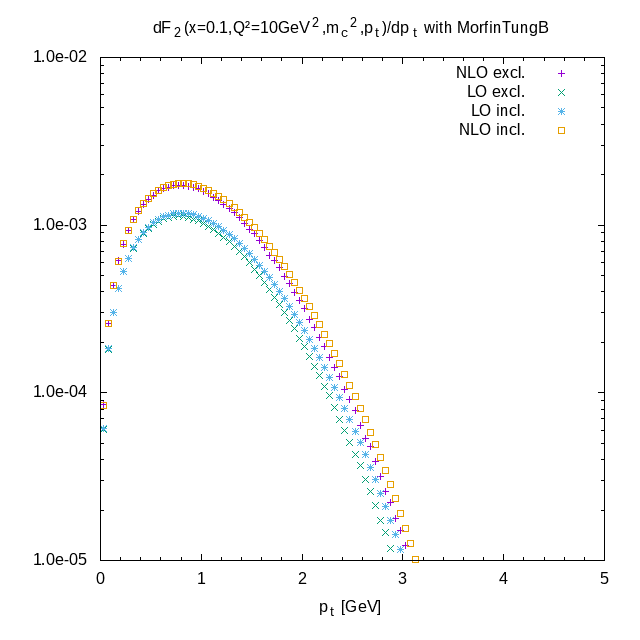 dF2(x=0.1,Q²=10GeV2,mc2,pt)/dpt with MorfinTungB
1.0e-02
NLO excl.
LO excl.
LO incl.
NLO incl.
1.0e-03
1.0e-04
1.0e-05
0 1 2 3 4 5
pt [GeV]